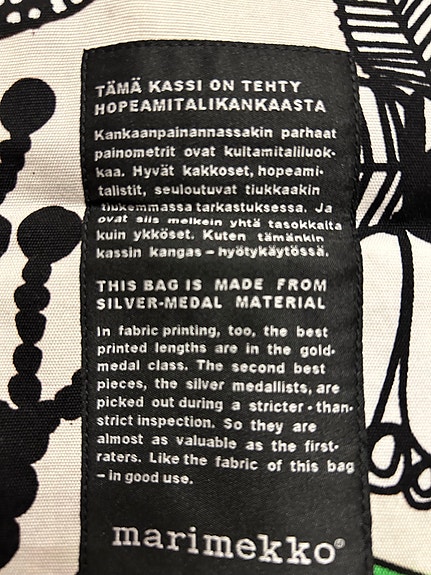 TÄMÄ KASSI ON TEHTY
HOPEAMITALIKANKAASTA
Kankaanpainannassakin parhaat
painometrit ovat kultamitaliluok-
kaa. Hyvät kakkoset, hopeami-
talistit, seuloutuvat tiukkaakin
tiukemmassa tarkastuksessa. Ja
ovat siis melkein yhtä tasokkaita
kuin ykköset. Kuten tämänkin
kassin kangas – hyötykäytössä.
THIS BAG IS MADE FROM
SILVER-MEDAL MATERIAL
In fabric printing, too, the best
printed lengths are in the gold-
medal class. The second best
pieces, the silver medallists, are
picked out during a stricter - than-
strict inspection. So they are
almost as valuable as the first-
raters. Like the fabric of this bag
– in good use.
marimekko®